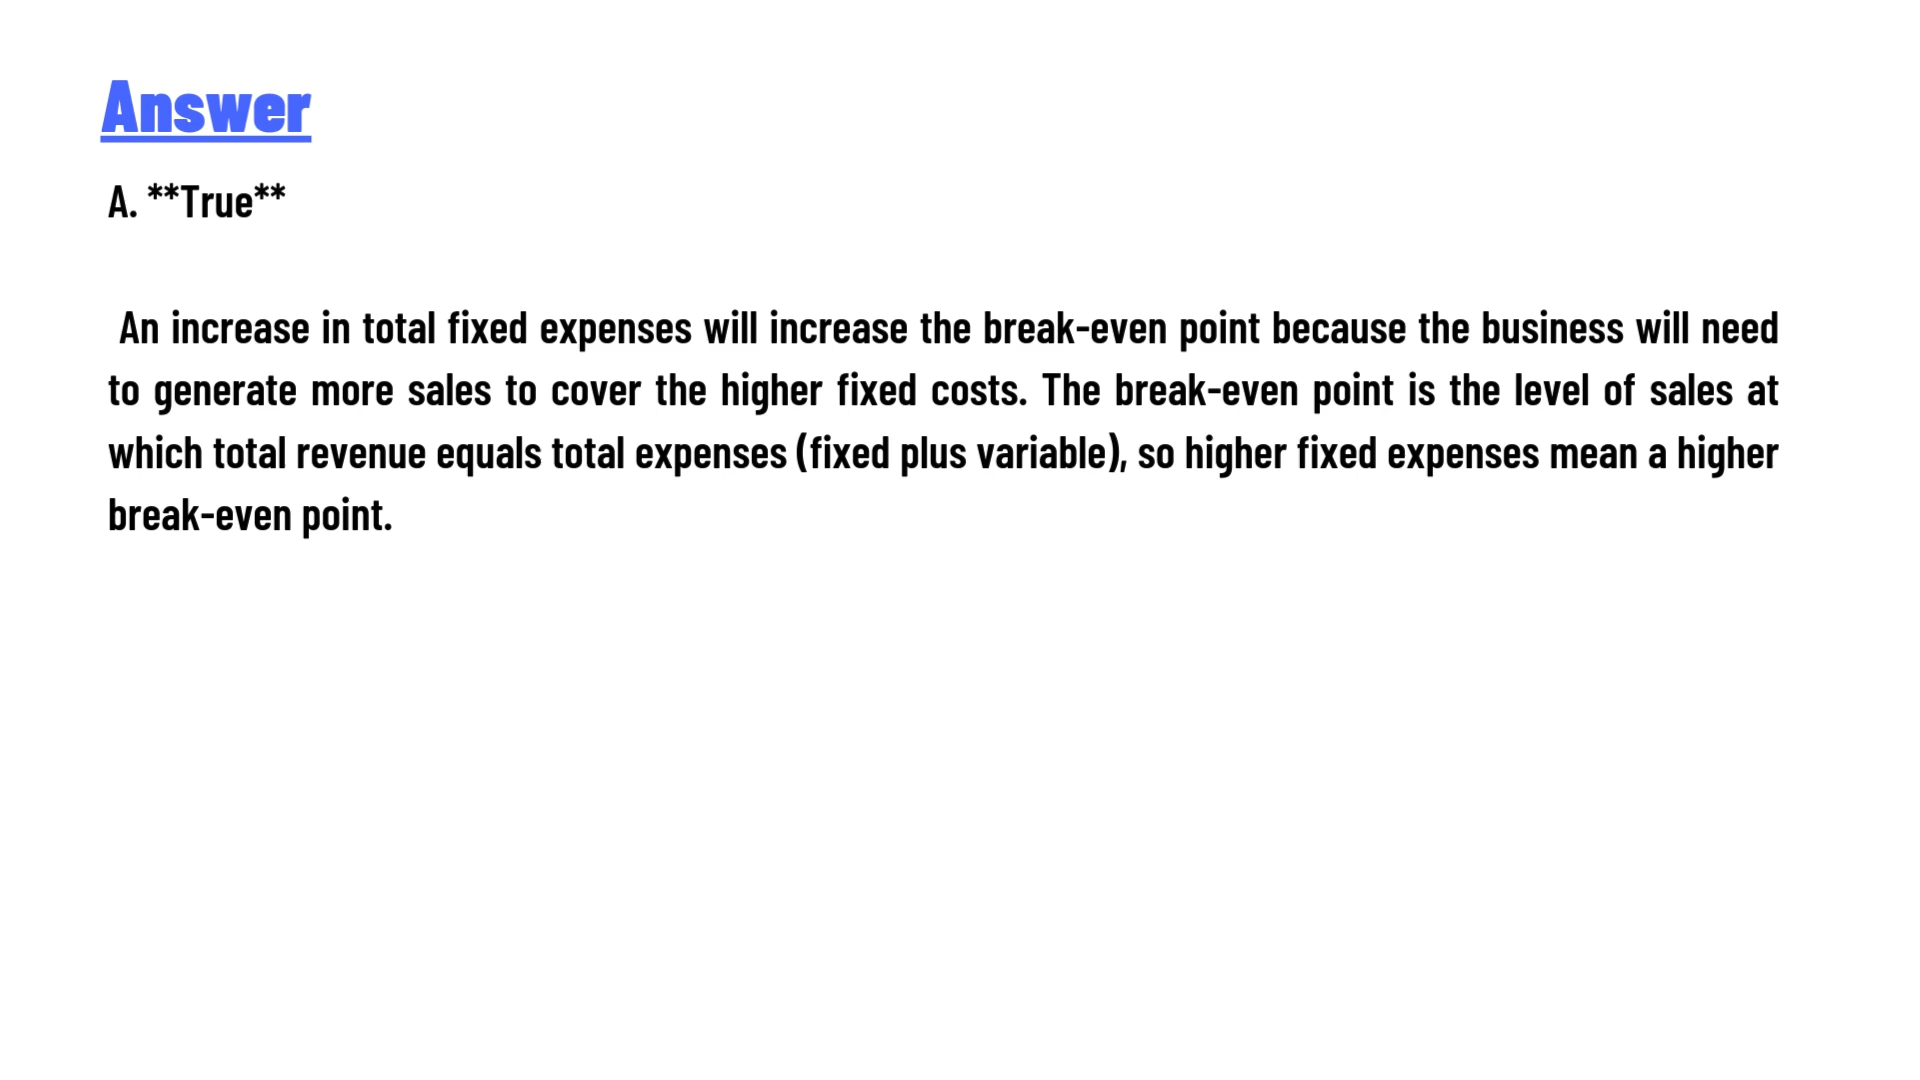 Answer
A. **True**
An increase in total fixed expenses will increase the break-even point because the business will need
to generate more sales to cover the higher fixed costs. The break-even point is the level of sales at
which total revenue equals total expenses (fixed plus variable), so higher fixed expenses mean a higher
break-even point.